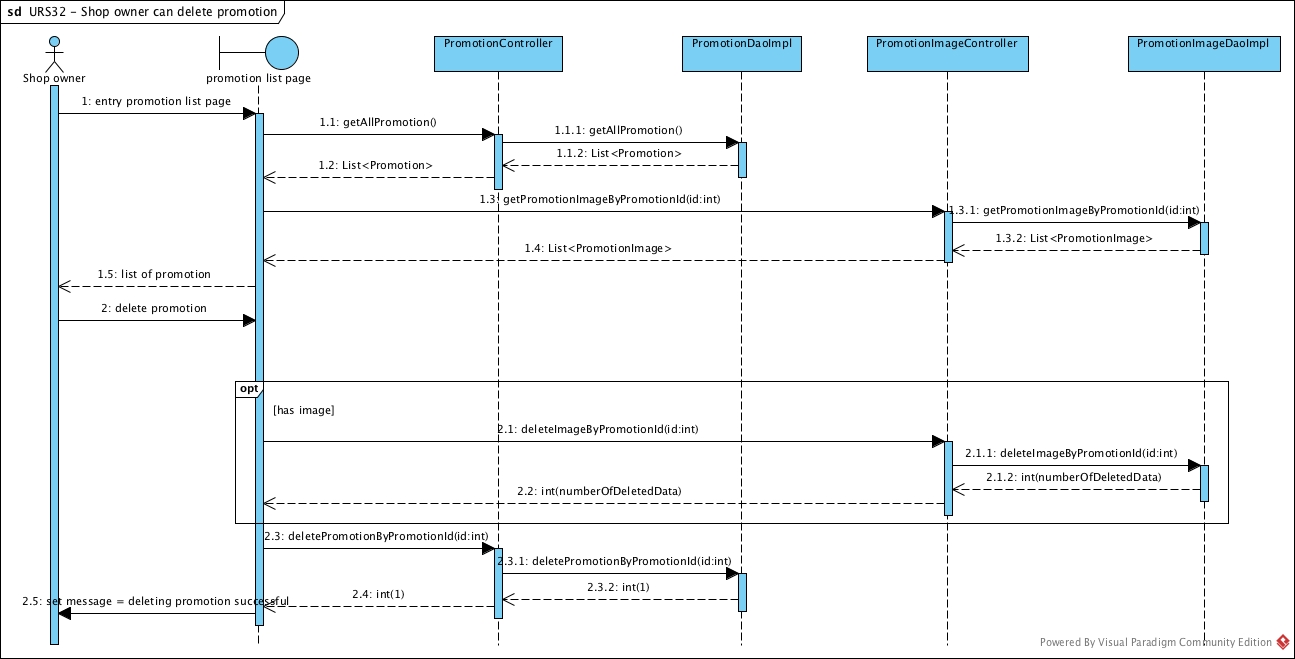 sd URS32 - Shop owner can delete promotion
Shop owner
promotion list page
PromotionController
PromotionDaoImpl
PromotionImageController
PromotionImageDaoImpl
1: entry promotion list page
1.1: getAllPromotion()
1.1.1: getAllPromotion()
1.1.2: List<Promotion>
1.2: List<Promotion>
1.3: getPromotionImageByPromotionId(id:int)
1.3.1: getPromotionImageByPromotionId(id:int)
1.3.2: List<PromotionImage>
1.4: List<PromotionImage>
1.5: list of promotion
2: delete promotion
opt
[has image]
2.1: deleteImageByPromotionId(id:int)
2.1.1: deleteImageByPromotionId(id:int)
2.1.2: int(numberOfDeletedData)
2.2: int(numberOfDeletedData)
2.3: deletePromotionByPromotionId(id:int)
2.3.1: deletePromotionByPromotionId(id:int)
2.3.2: int(1)
2.4: int(1)
2.5: set message = deleting promotion successful
Powered By Visual Paradigm Community Edition